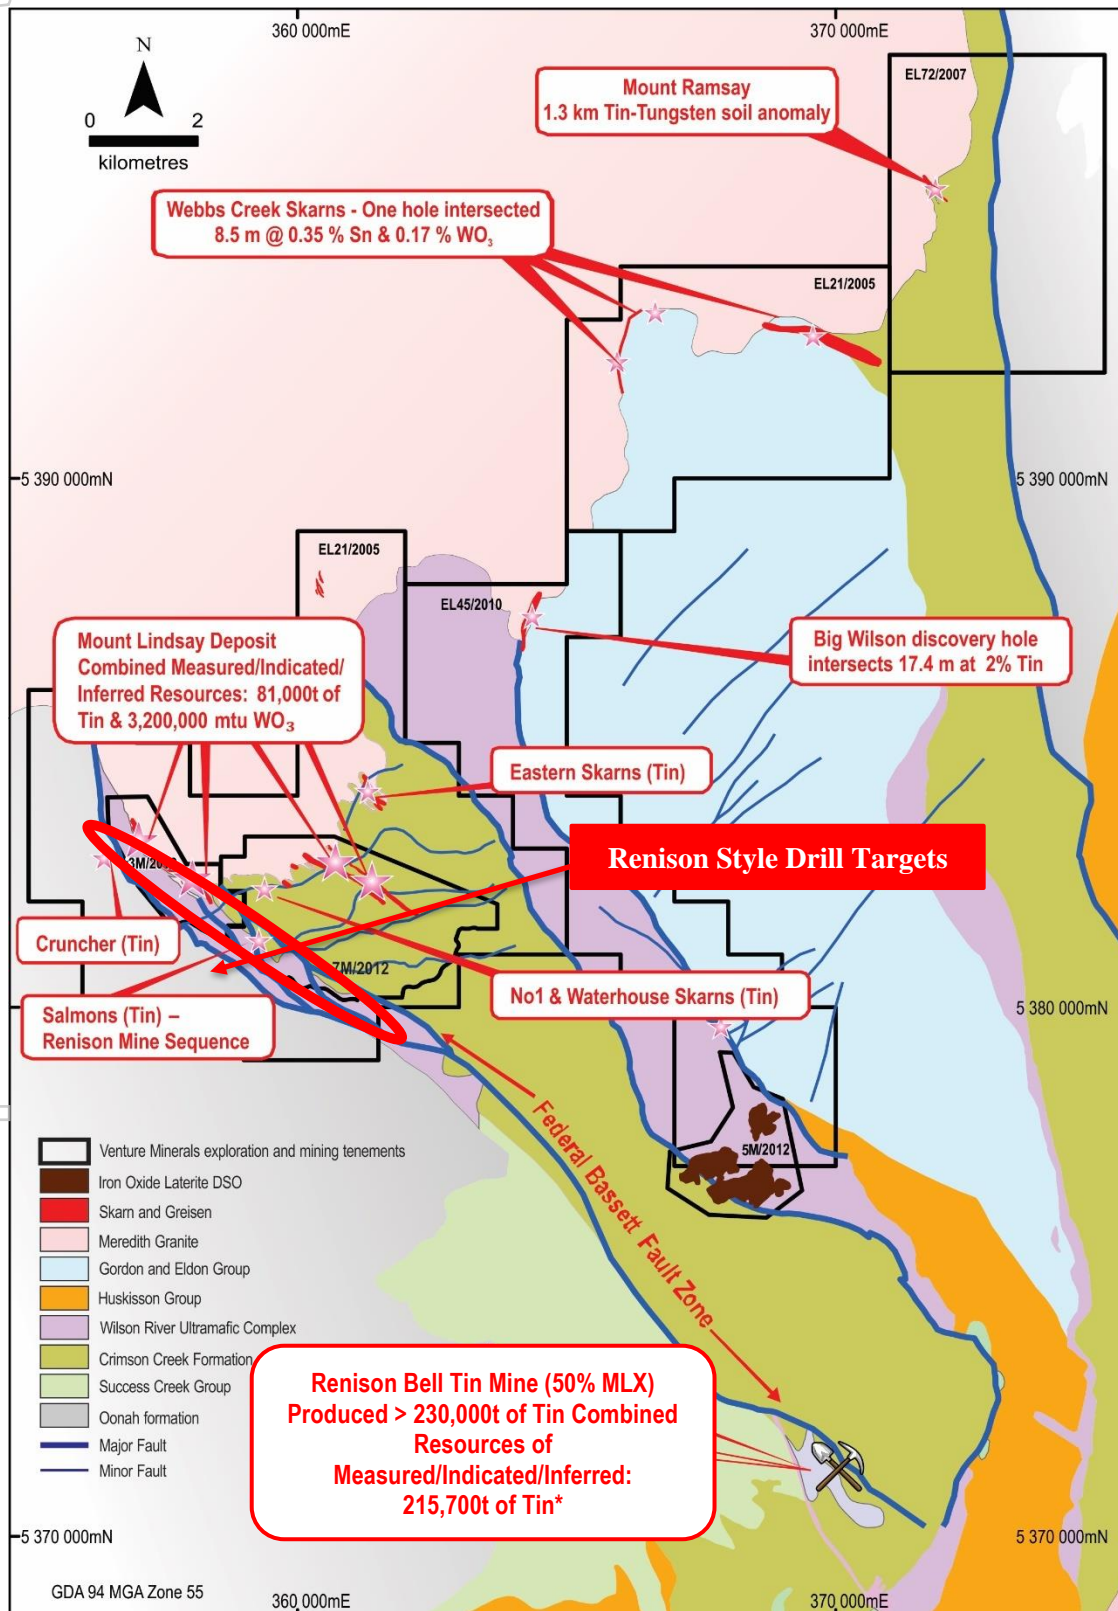 360 000mE
370 000mE
N
0 2
kilometres
EL72/2007
Mount Ramsay
1.3 km Tin-Tungsten soil anomaly
Webbs Creek Skarns - One hole intersected
8.5 m @ 0.35 % Sn & 0.17 % WO₃
EL21/2005
5 390 000mN
5 390 000mN
EL21/2005
EL45/2010
Mount Lindsay Deposit
Combined Measured/Indicated/
Inferred Resources: 81,000t of
Tin & 3,200,000 mtu WO₃
Big Wilson discovery hole
intersects 17.4 m at 2% Tin
Eastern Skarns (Tin)
Renison Style Drill Targets
Cruncher (Tin)
7M/2012
No1 & Waterhouse Skarns (Tin)
Salmons (Tin) –
Renison Mine Sequence
5 380 000mN
Federal Bassett Fault Zone
5M/2012
Venture Minerals exploration and mining tenements
Iron Oxide Laterite DSO
Skarn and Greisen
Meredith Granite
Gordon and Eldon Group
Huskisson Group
Wilson River Ultramafic Complex
Crimson Creek Formation
Success Creek Group
Oonah formation
Major Fault
Minor Fault
Renison Bell Tin Mine (50% MLX)
Produced > 230,000t of Tin Combined
Resources of
Measured/Indicated/Inferred:
215,700t of Tin*
5 370 000mN
5 370 000mN
GDA 94 MGA Zone 55
360 000mE
370 000mE